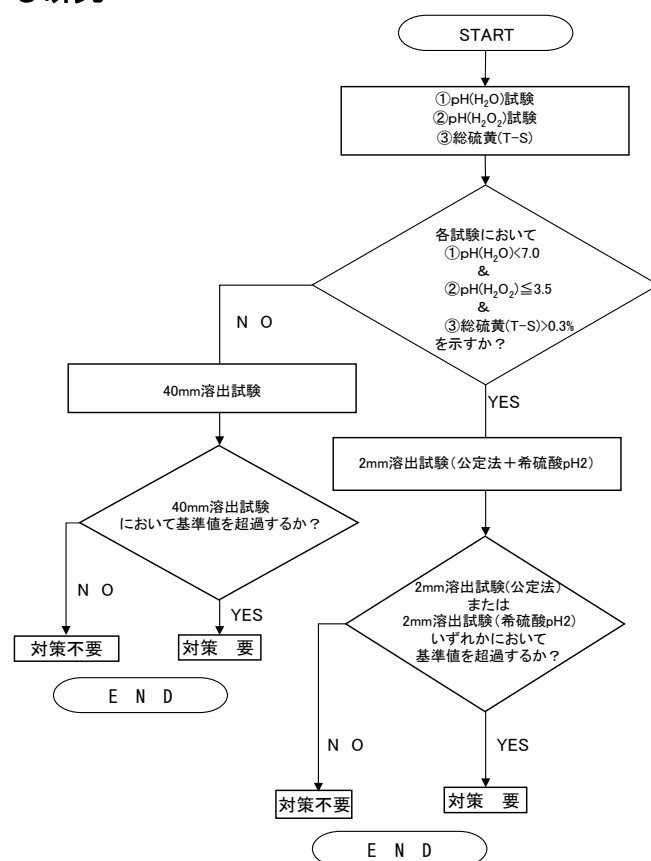 START
①pH(H₂O)試験
②pH(H₂O₂)試験
③総硫黄(T-S)
各試験において
①pH(H₂O)<7.0
&
②pH(H₂O₂)≦3.5
&
③総硫黄(T-S)>0.3%
を示すか？
N O
YES
40mm溶出試験
2mm溶出試験(公定法＋希硫酸pH2)
40mm溶出試験
において基準値を超過するか？
N O
YES
対策不要
対策 要
E N D
2mm溶出試験(公定法)
または
2mm溶出試験(希硫酸pH2)
いずれかにおいて
基準値を超過するか？
N O
YES
対策不要
対策 要
E N D